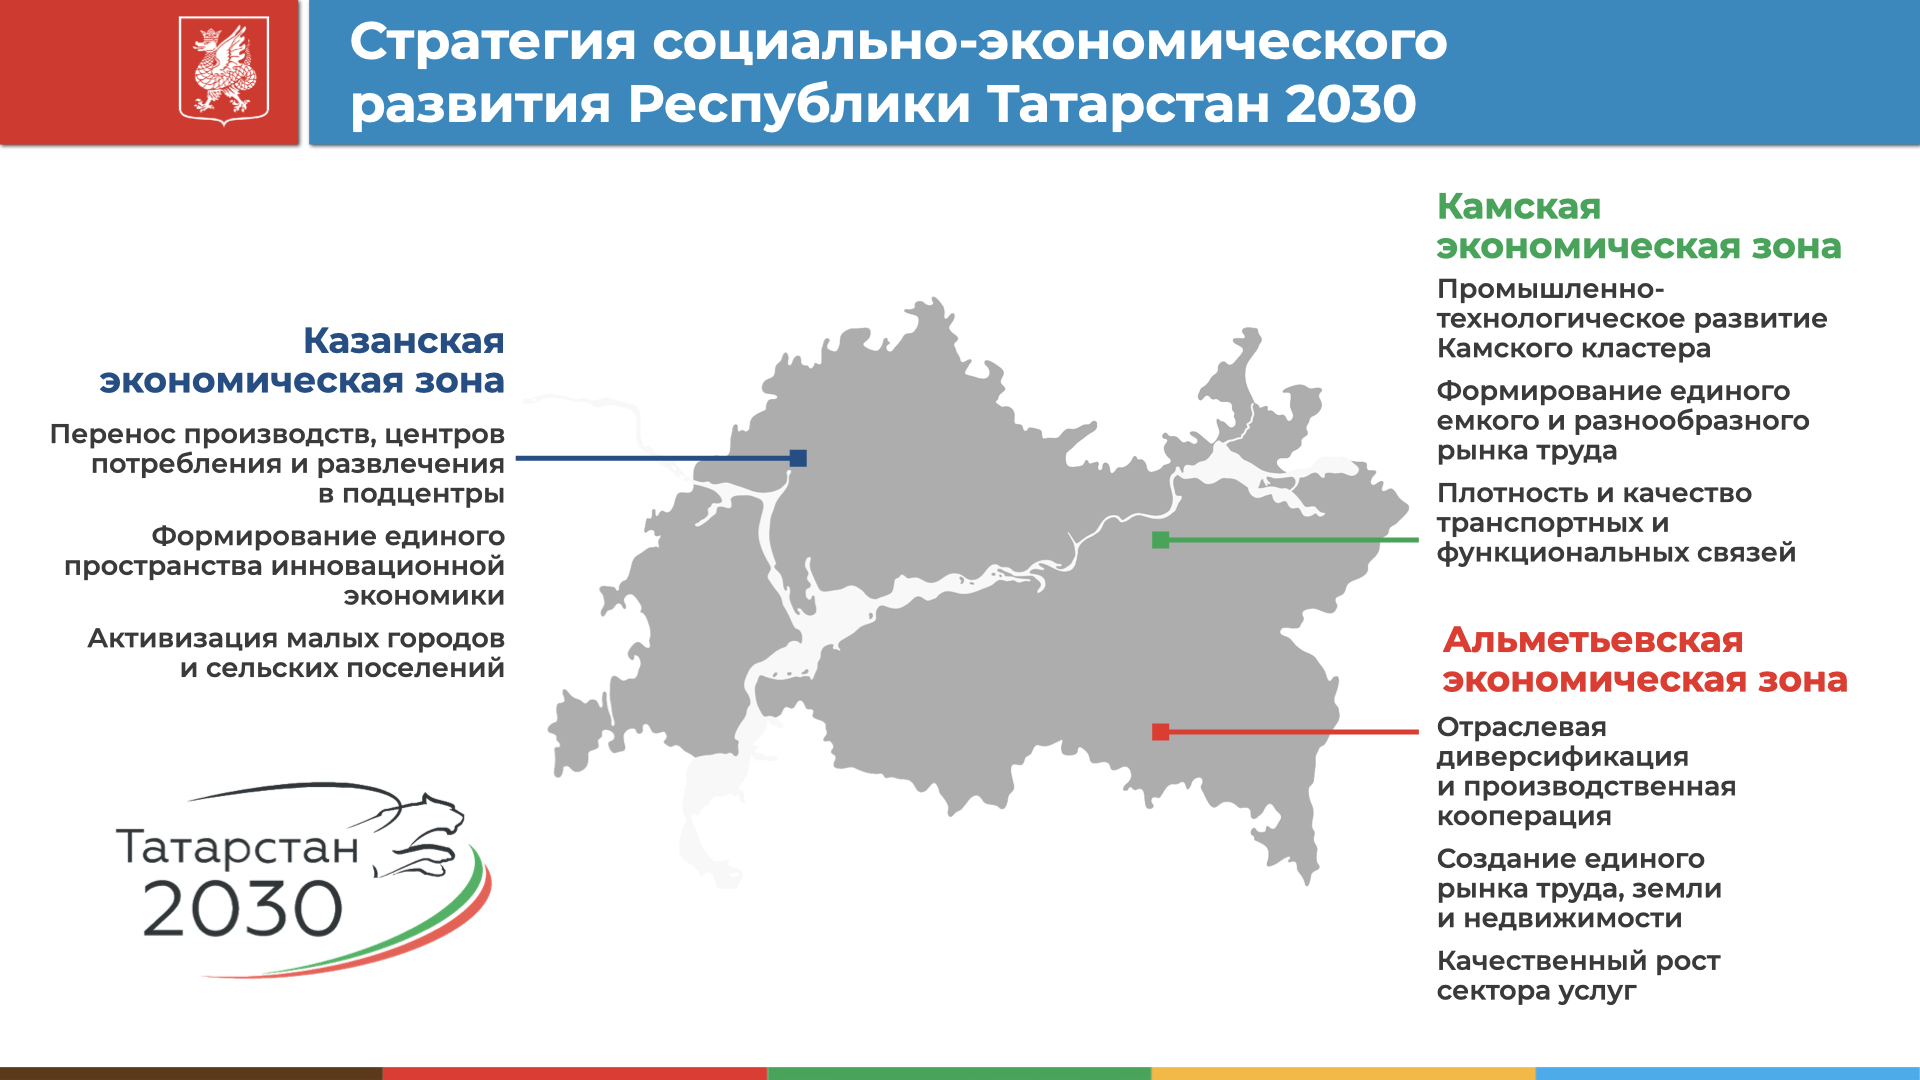 Стратегия социально-экономического
развития Республики Татарстан 2030
Казанская
экономическая зона
Перенос производств, центров
потребления и развлечения
в подцентры
Формирование единого
пространства инновационной
экономики
Активизация малых городов
и сельских поселений
Татарстан
2030
Камская
экономическая зона
Промышленно-
технологическое развитие
Камского кластера
Формирование единого
емкого и разнообразного
рынка труда
Плотность и качество
транспортных и
функциональных связей
Альметьевская
экономическая зона
Отраслевая
диверсификация
и производственная
кооперация
Создание единого
рынка труда, земли
и недвижимости
Качественный рост
сектора услуг